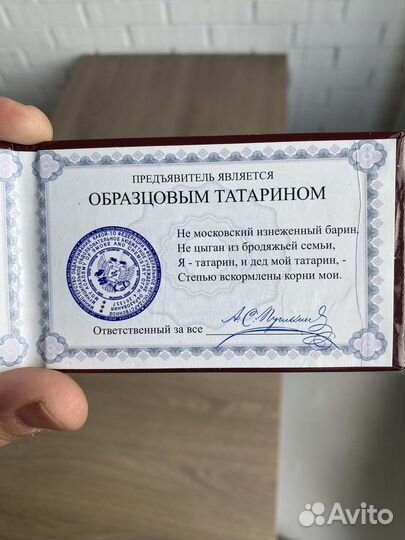 ПРЕДЪЯВИТЕЛЬ ЯВЛЯЕТСЯ
ОБРАЗЦОВЫМ ТАТАРИНОМ
Не московский изнеженный барин,
Не цыган из бродяжьей семьи,
Я - татарин, и дед мой татарин, -
Степью вскормлены корни мои.
Ответственный за все А.С.Пушкин
Avito